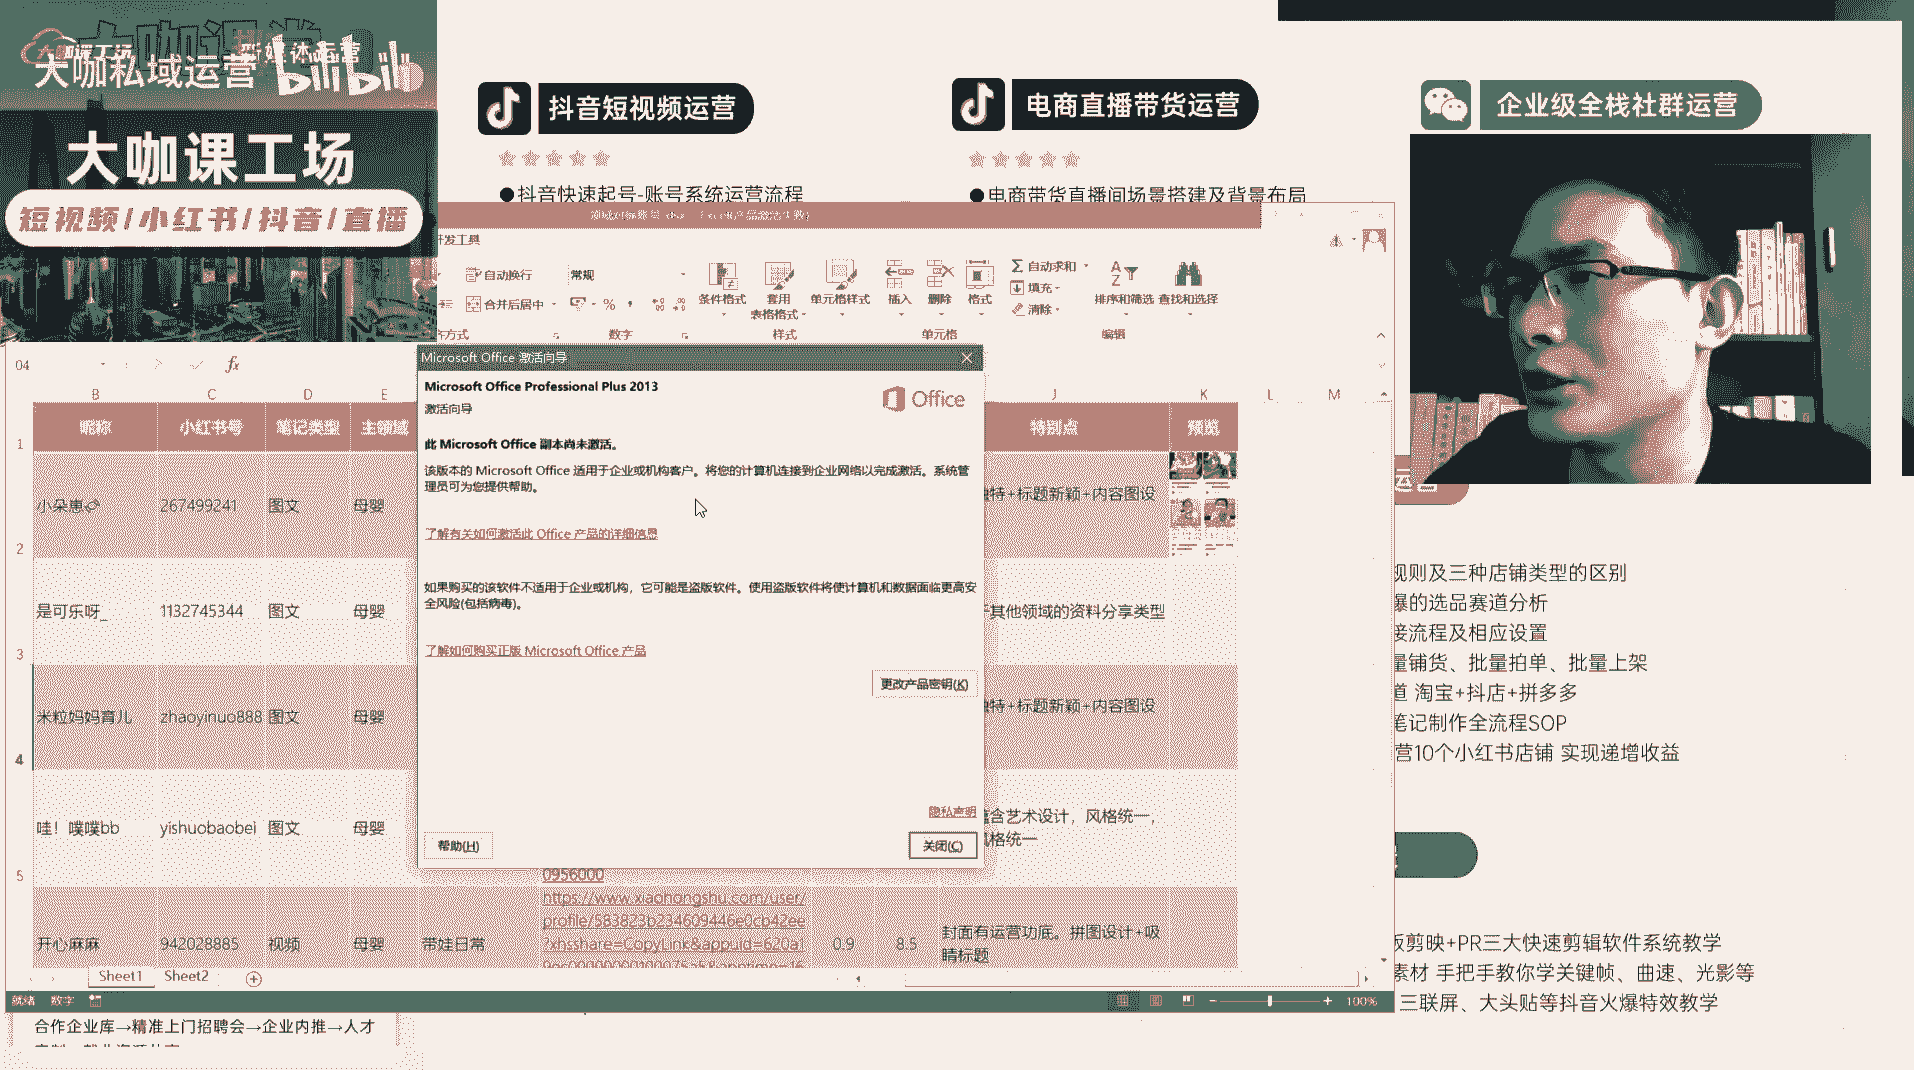 大咖私域运营
bilibili
大咖课工场
短视频/小红书/抖音/直播
抖音短视频运营
●抖音快速起号-账号系统运营流程
电商直播带货运营
●电商带货直播间场景搭建及背景布局
企业级全栈社群运营
开发工具
自动换行
常规
合并后居中
条件格式
套用
表格格式
单元格样式
插入
删除
格式
自动求和
填充
清除
排序和筛选
查找和选择
数字
样式
单元格
编辑
O4
fx
B C D E J K L M
1 昵称 小红书号 笔记类型 主领域 特别点 预览
2 267499241 图文 母婴
独特+标题新颖+内容图设
3 是可乐呀_ 1132745344 图文 母婴
其他领域的资料分享类型
4 米粒妈妈育儿 zhaoyinuo888 图文 母婴
独特+标题新颖+内容图设
5 哇！噗噗bb yishuobaobei 图文 母婴
含艺术设计，风格统一，
风格统一
0956000
开心麻麻 942028885 视频 母婴 带娃日常
https://www.xiaohongshu.com/user/
profile/583823b234609446e0cb42ee
?xhsshare=CopyLink&appuid=620a1
0.9 8.5
封面有运营功底。拼图设计+吸
睛标题
Microsoft Office 激活向导
Microsoft Office Professional Plus 2013
激活向导
Office
此 Microsoft Office 副本尚未激活。
该版本的 Microsoft Office 适用于企业或机构客户。将您的计算机连接到企业网络以完成激活。系统管
理员可为您提供帮助。
了解有关如何激活此 Office 产品的详细信息
如果购买的该软件不适用于企业或机构，它可能是盗版软件。使用盗版软件将使计算机和数据面临更高安
全风险(包括病毒)。
了解如何购买正版 Microsoft Office 产品
更改产品密钥(K)
隐私声明
帮助(H)
关闭(C)
Sheet1 Sheet2
就绪 数字
100%
规则及三种店铺类型的区别
爆的选品赛道分析
接流程及相应设置
量铺货、批量拍单、批量上架
道 淘宝+抖店+拼多多
笔记制作全流程SOP
营10个小红书店铺 实现递增收益
版剪映+PR三大快速剪辑软件系统教学
素材 手把手教你学关键帧、曲速、光影等
三联屏、大头贴等抖音火爆特效教学
合作企业库→精准上门招聘会→企业内推→人才